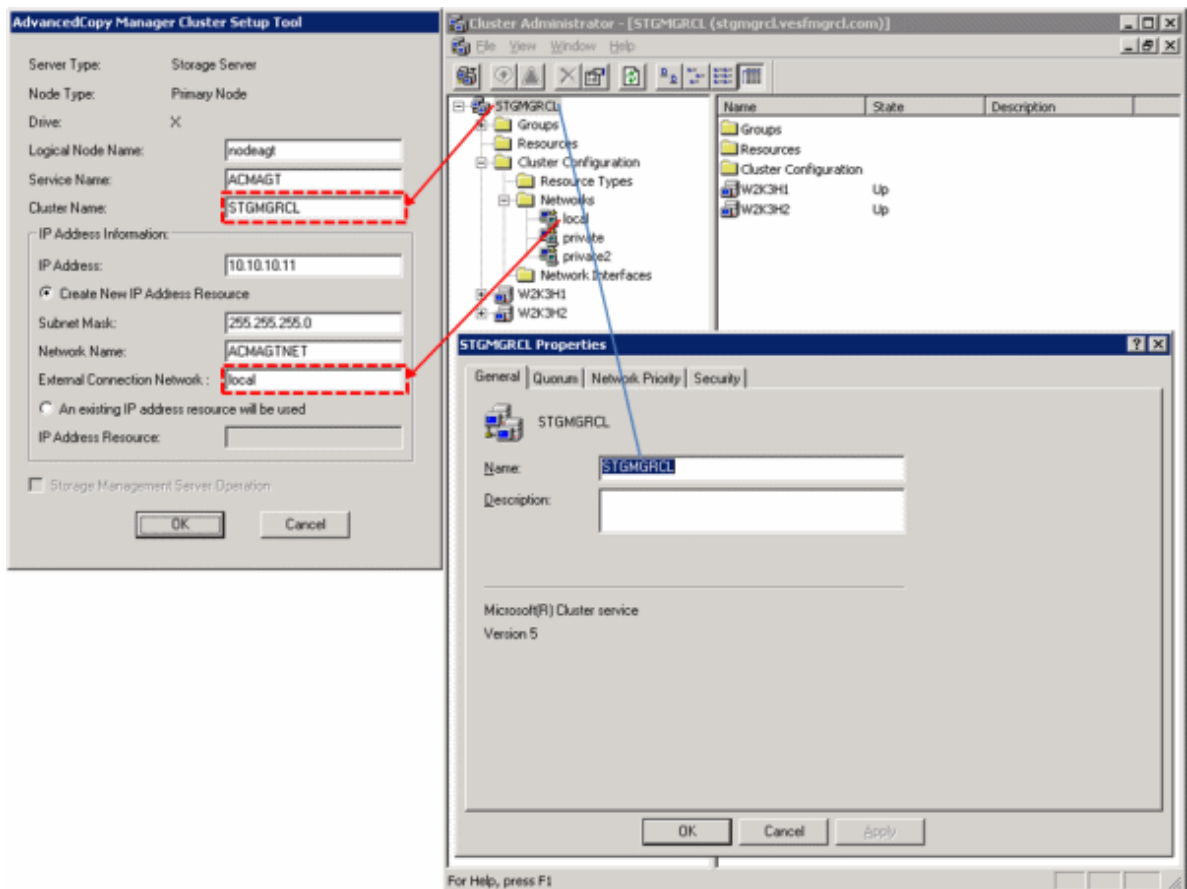 AdvancedCopy Manager Cluster Setup Tool
Server Type: Storage Server
Node Type: Primary Node
Drive: X
Logical Node Name: nodeagt
Service Name: ACMAGT
Cluster Name: STGMGRCL
IP Address Information:
IP Address: 10.10.10.11
Create New IP Address Resource
Subnet Mask: 255.255.255.0
Network Name: ACMAGTNET
External Connection Network : local
An existing IP address resource will be used
IP Address Resource:
Storage Management Server Operation
OK Cancel
Cluster Administrator - [STGMGRCL (stgmgrcl.vesfmgrcl.com)]
File View Window Help
STGMGRCL
Groups
Resources
Cluster Configuration
Resource Types
Networks
local
private
private2
Network Interfaces
W2K3H1
W2K3H2
Name State Description
Groups
Resources
Cluster Configuration
W2K3H1 Up
W2K3H2 Up
STGMGRCL Properties
General Quorum Network Priority Security
STGMGRCL
Name: STGMGRCL
Description:
Microsoft(R) Cluster service
Version 5
OK Cancel Apply
For Help, press F1